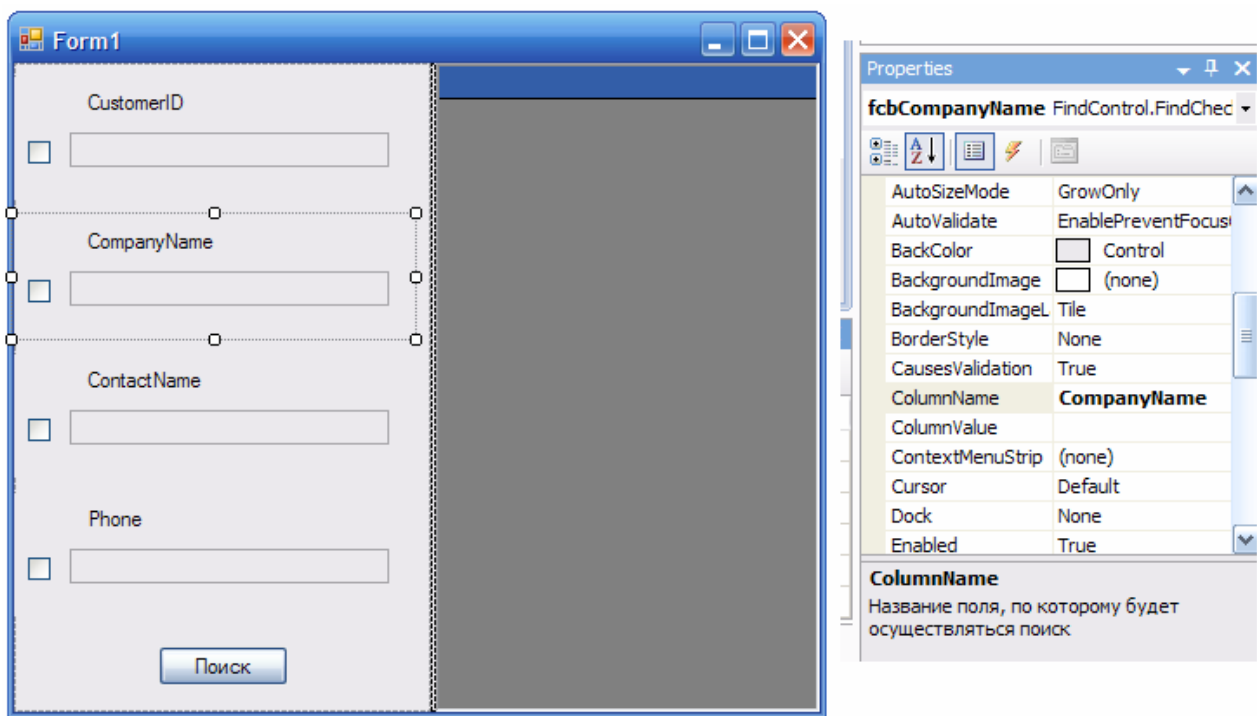 Form1
CustomerID
CompanyName
ContactName
Phone
Поиск
Properties
fcbCompanyName FindControl.FindChec
AutoSizeMode GrowOnly
AutoValidate EnablePreventFocus
BackColor Control
BackgroundImage (none)
BackgroundImageL Tile
BorderStyle None
CausesValidation True
ColumnName CompanyName
ColumnValue
ContextMenuStrip (none)
Cursor Default
Dock None
Enabled True
ColumnName
Название поля, по которому будет
осуществляться поиск